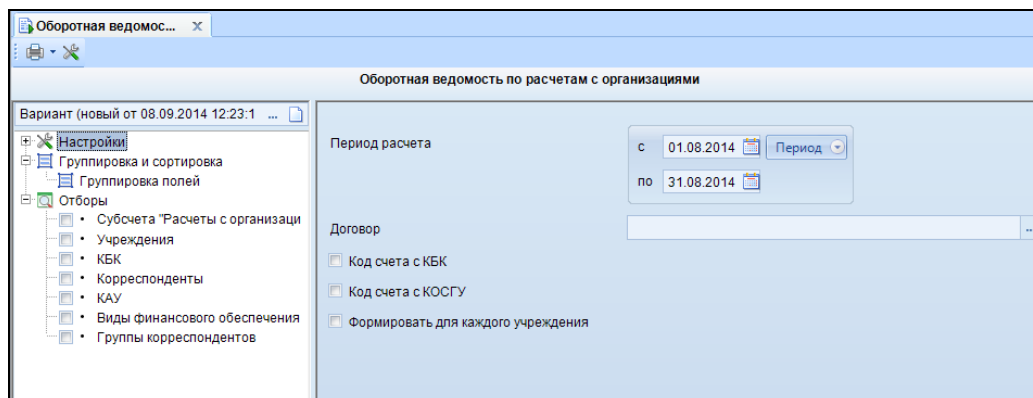 Оборотная ведомос... x
Оборотная ведомость по расчетам с организациями
Вариант (новый от 08.09.2014 12:23:1 ...
Настройки
Группировка и сортировка
Группировка полей
Отборы
Субсчета "Расчеты с организаци
Учреждения
КБК
Корреспонденты
КАУ
Виды финансового обеспечения
Группы корреспондентов
Период расчета
с 01.08.2014 Период
по 31.08.2014
Договор
Код счета с КБК
Код счета с КОСГУ
Формировать для каждого учреждения